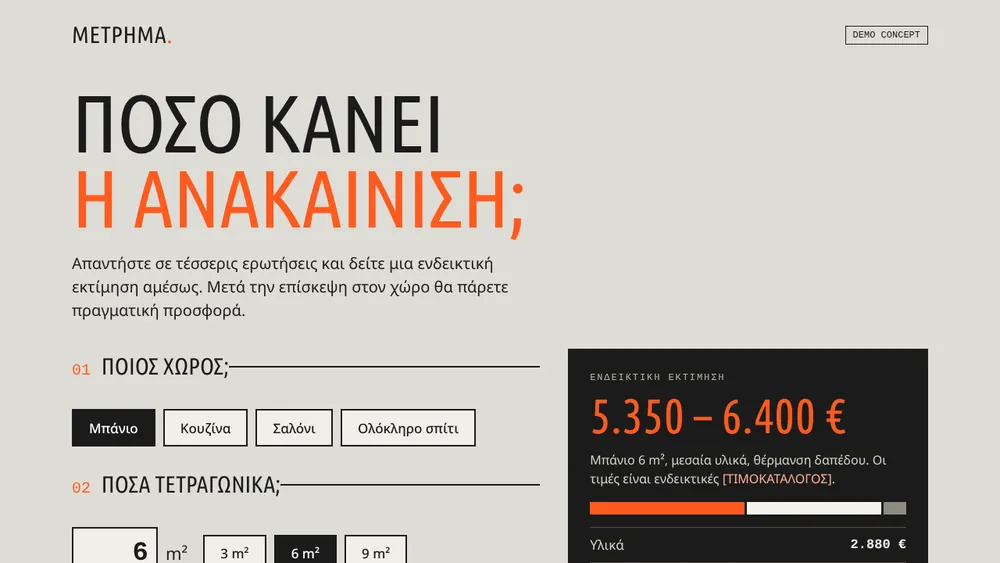 ΜΕΤΡΗΜΑ.
DEMO CONCEPT
ΠΟΣΟ ΚΑΝΕΙ
Η ΑΝΑΚΑΙΝΙΣΗ;
Απαντήστε σε τέσσερις ερωτήσεις και δείτε μια ενδεικτική
εκτίμηση αμέσως. Μετά την επίσκεψη στον χώρο θα πάρετε
πραγματική προσφορά.
01 ΠΟΙΟΣ ΧΩΡΟΣ;
Μπάνιο Κουζίνα Σαλόνι Ολόκληρο σπίτι
02 ΠΟΣΑ ΤΕΤΡΑΓΩΝΙΚΑ;
6 m² 3 m² 6 m² 9 m²
ΕΝΔΕΙΚΤΙΚΗ ΕΚΤΙΜΗΣΗ
5.350 – 6.400 €
Μπάνιο 6 m², μεσαία υλικά, θέρμανση δαπέδου. Οι
τιμές είναι ενδεικτικές [ΤΙΜΟΚΑΤΑΛΟΓΟΣ].
Υλικά 2.880 €